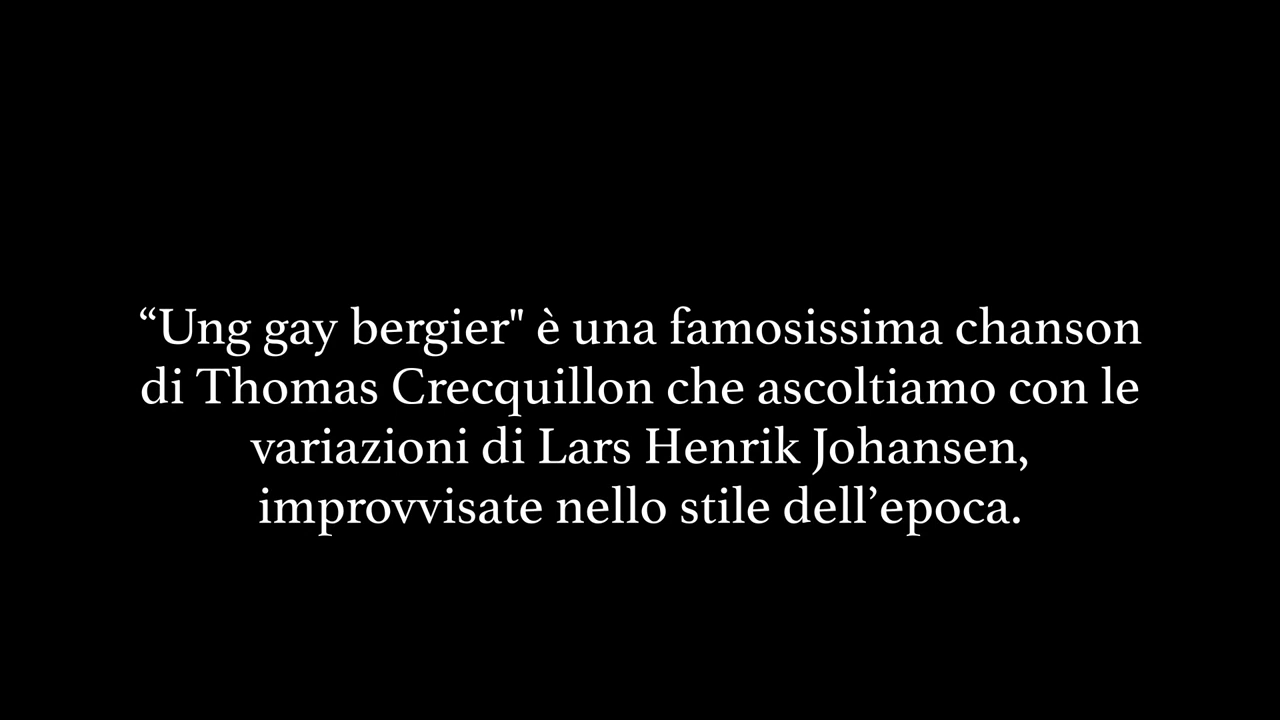 “Ung gay bergier" è una famosissima chanson
di Thomas Crecquillon che ascoltiamo con le
variazioni di Lars Henrik Johansen,
improvvisate nello stile dell’epoca.